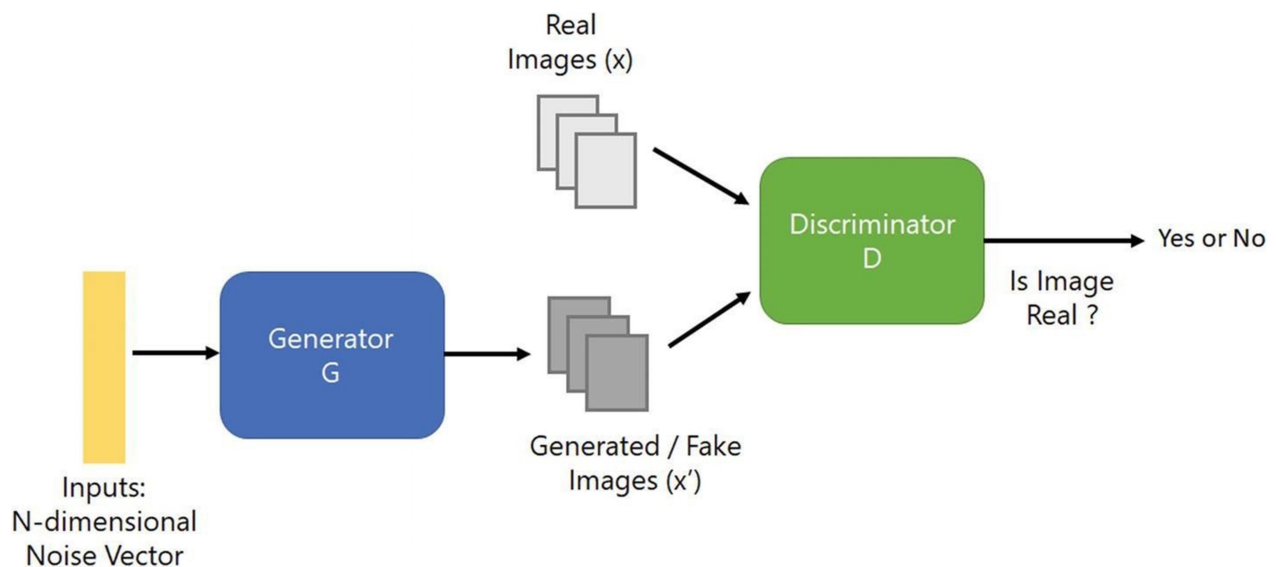 Real
Images (x)
Discriminator
D
Yes or No
Is Image
Real ?
Generator
G
Generated / Fake
Images (x’)
Inputs:
N-dimensional
Noise Vector